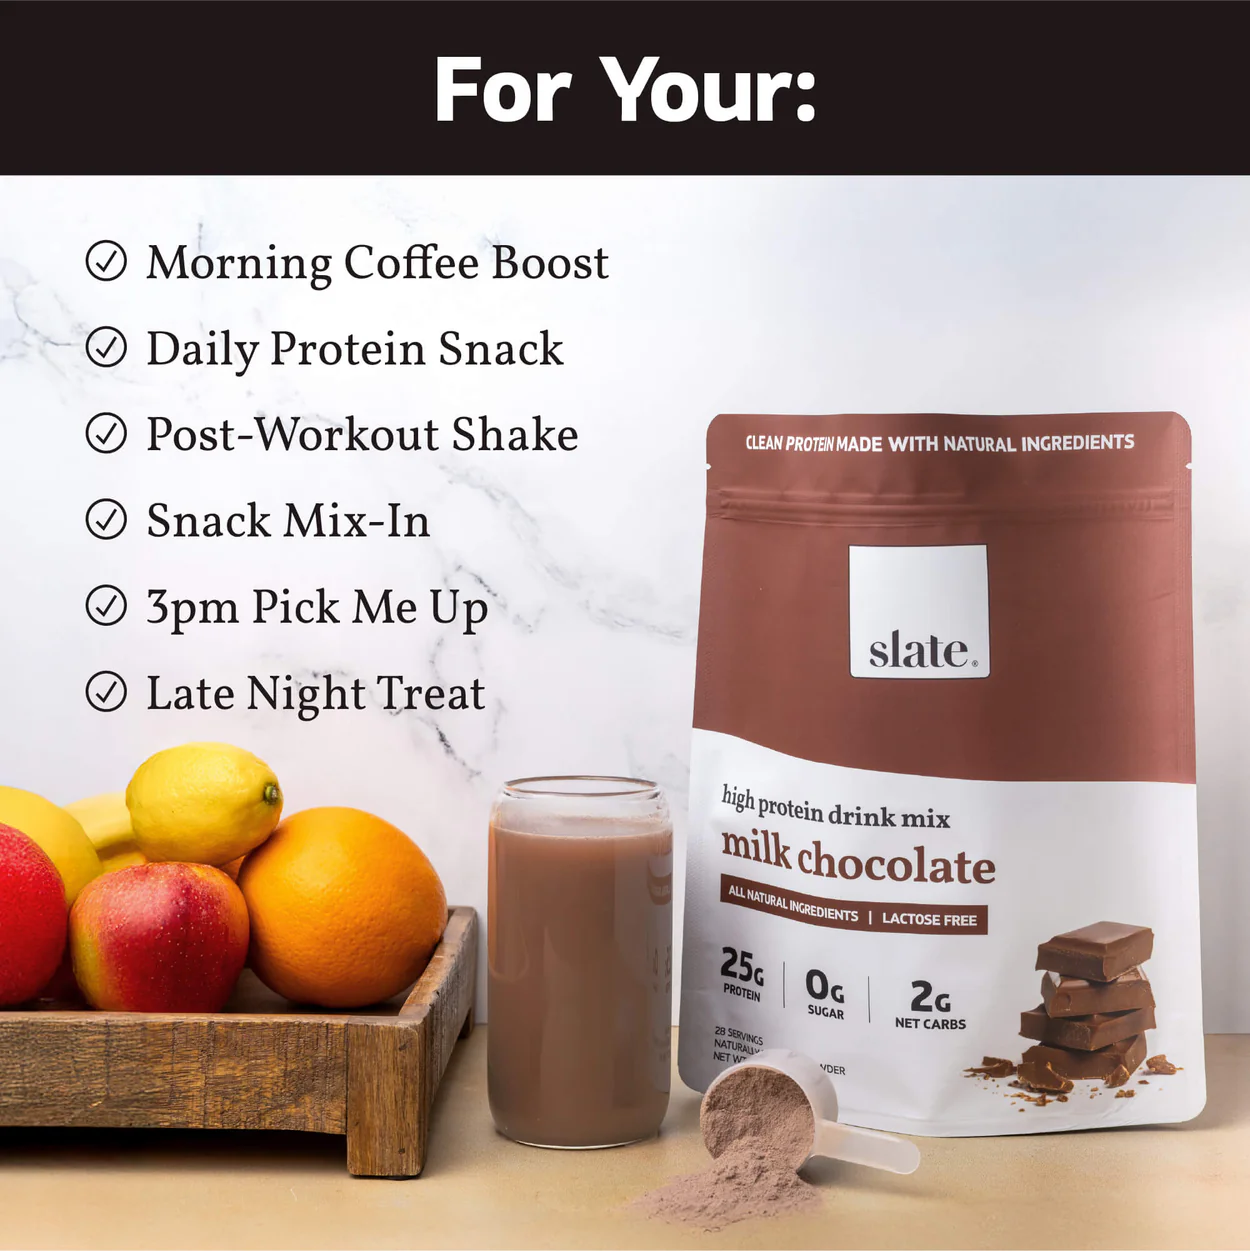 For Your:
Morning Coffee Boost
Daily Protein Snack
Post-Workout Shake
Snack Mix-In
3pm Pick Me Up
Late Night Treat
CLEAN PROTEIN MADE WITH NATURAL INGREDIENTS
slate®
high protein drink mix
milk chocolate
ALL NATURAL INGREDIENTS | LACTOSE FREE
25G PROTEIN
0G SUGAR
2G NET CARBS
28 SERVINGS
NET